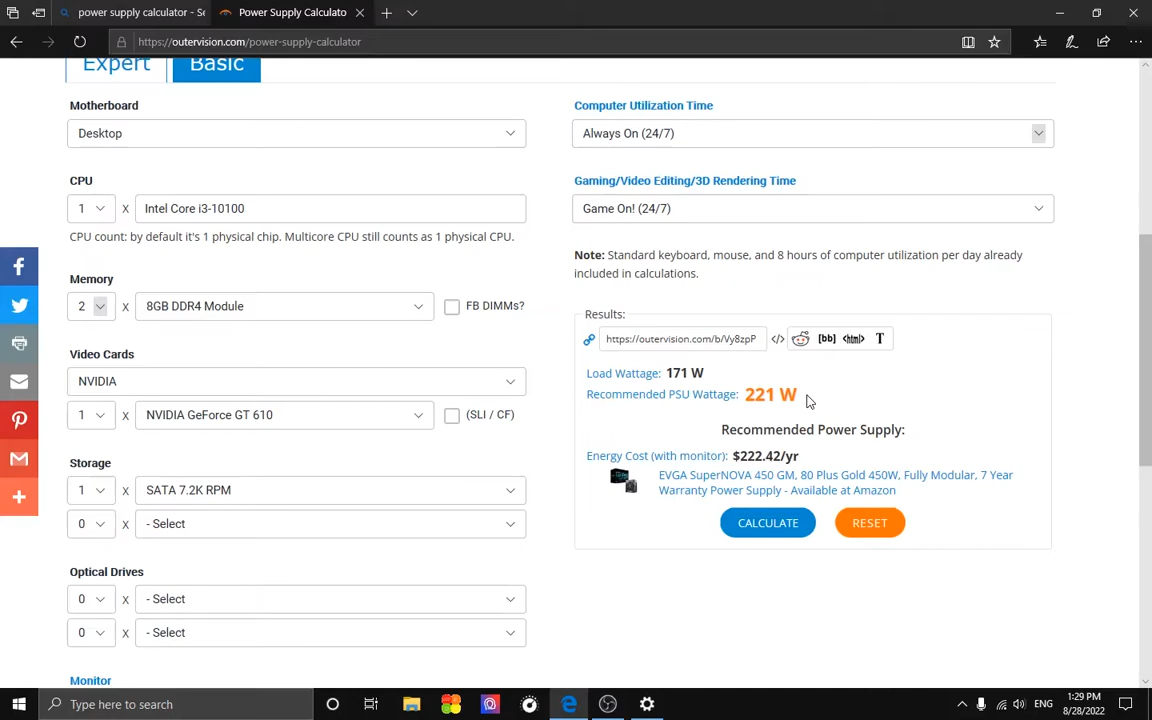 power supply calculator - Se
Power Supply Calculato
https://outervision.com/power-supply-calculator
Expert
Basic
Motherboard
Desktop
CPU
1
X
Intel Core i3-10100
CPU count: by default it's 1 physical chip. Multicore CPU still counts as 1 physical CPU.
Memory
2
X
8GB DDR4 Module
FB DIMMs?
Video Cards
NVIDIA
1
X
NVIDIA GeForce GT 610
(SLI / CF)
Storage
1
X
SATA 7.2K RPM
0
X
- Select
Optical Drives
0
X
- Select
0
X
- Select
Monitor
Computer Utilization Time
Always On (24/7)
Gaming/Video Editing/3D Rendering Time
Game On! (24/7)
Note: Standard keyboard, mouse, and 8 hours of computer utilization per day already
included in calculations.
Results:
https://outervision.com/b/Vy8zpP
</>
[bb]
<html>
T
Load Wattage: 171 W
Recommended PSU Wattage: 221 W
Recommended Power Supply:
Energy Cost (with monitor): $222.42/yr
EVGA SuperNOVA 450 GM, 80 Plus Gold 450W, Fully Modular, 7 Year
Warranty Power Supply - Available at Amazon
CALCULATE
RESET
Type here to search
ENG
1:29 PM
8/28/2022